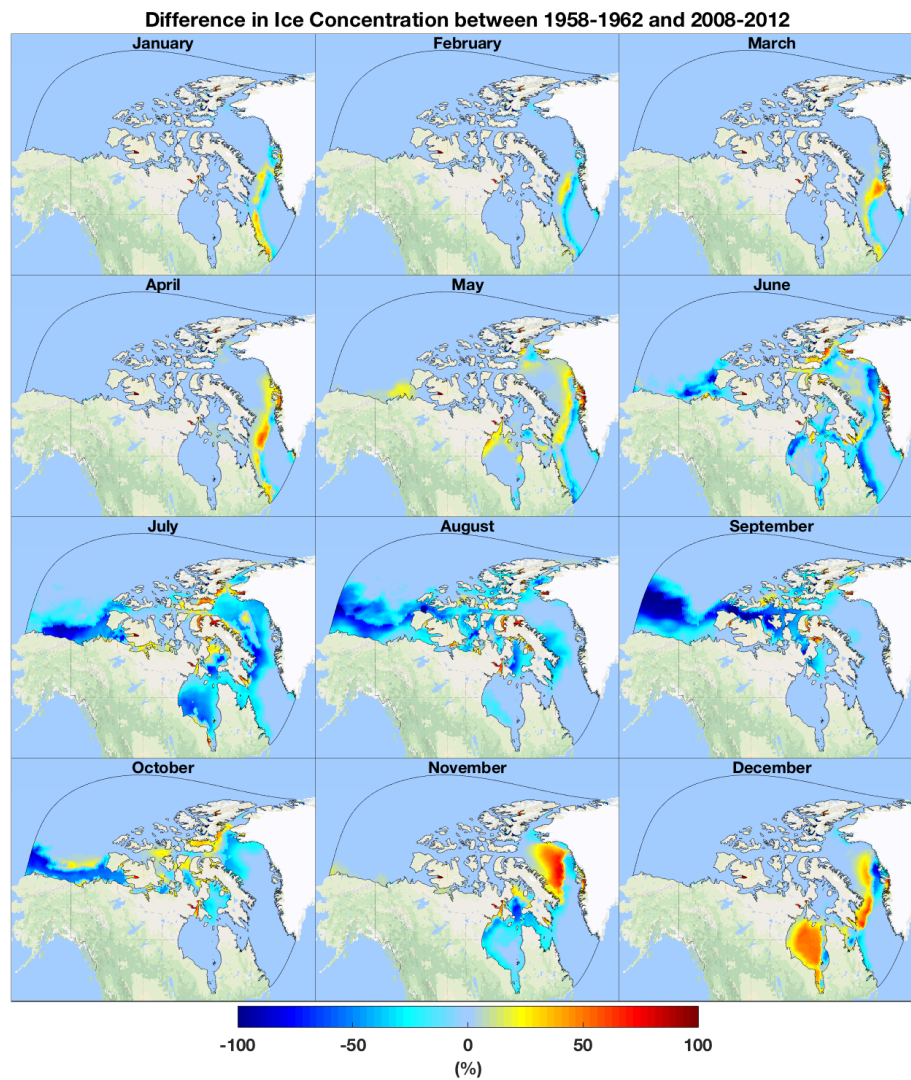 Difference in Ice Concentration between 1958-1962 and 2008-2012
January
February
March
April
May
June
July
August
September
October
November
December
-100
-50
0
50
100
(%)